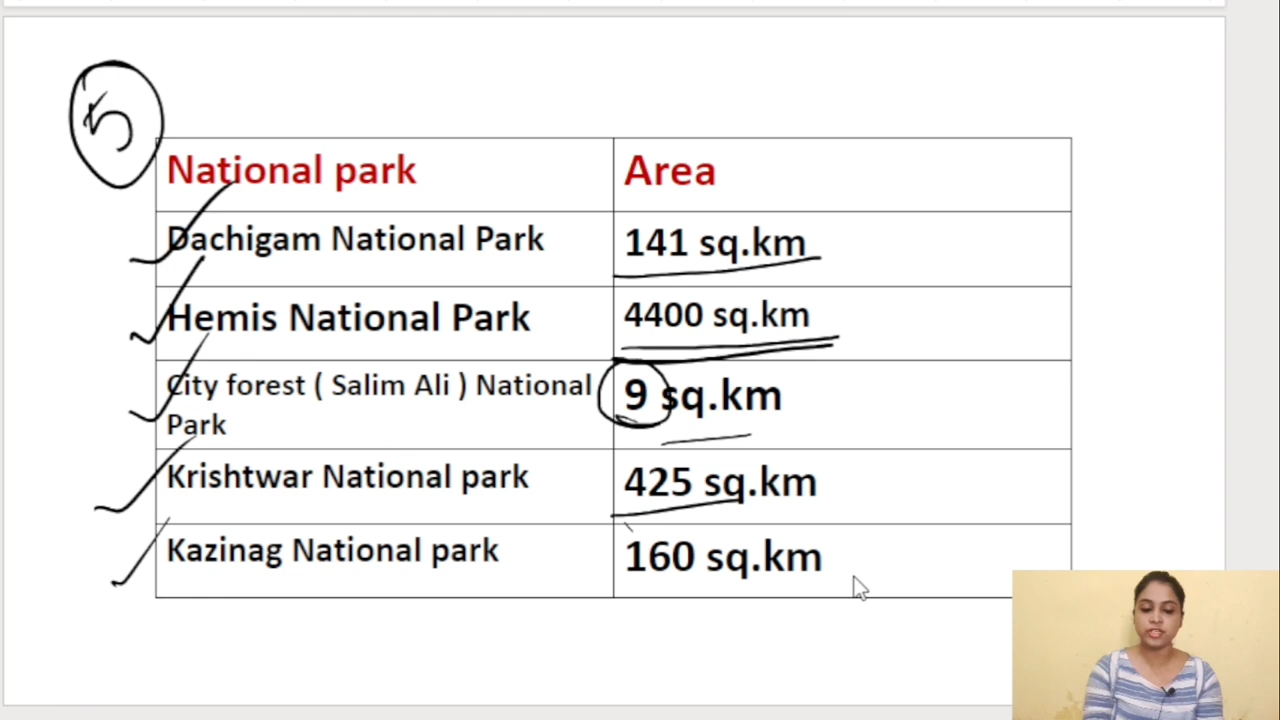 5
National park Area
Dachigam National Park 141 sq.km
Hemis National Park 4400 sq.km
City forest ( Salim Ali ) National 9 sq.km
Park
Krishtwar National park 425 sq.km
Kazinag National park 160 sq.km